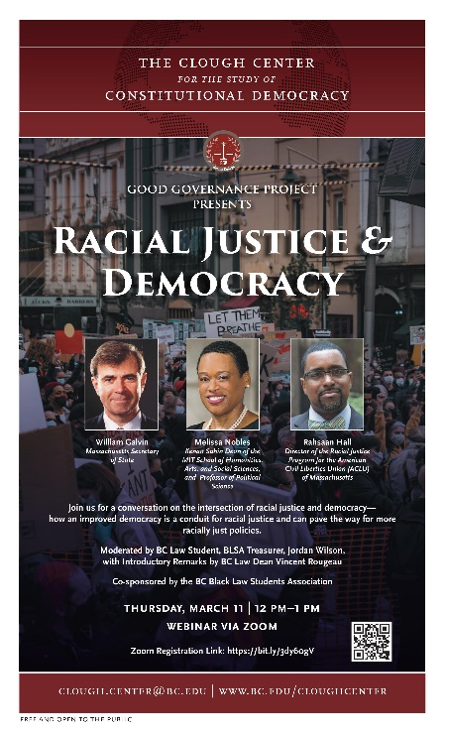 THE CLOUGH CENTER
FOR THE STUDY OF
CONSTITUTIONAL DEMOCRACY
GOOD GOVERNANCE PROJECT
PRESENTS
RACIAL JUSTICE &
DEMOCRACY
LET THEM
BREATHE
William Galvin
Massachusetts Secretary
of State
Melissa Nobles
Kenan Sahin Dean of the
MIT School of Humanities,
Arts, and Social Sciences,
and Professor of Political
Science
Rahsaan Hall
Director of the Racial Justice
Program for the American
Civil Liberties Union (ACLU)
of Massachusetts
WANT
Join us for a conversation on the intersection of racial justice and democracy—
how an improved democracy is a conduit for racial justice and can pave the way for more
racially just policies.
Moderated by BC Law Student, BLSA Treasurer, Jordan Wilson,
with Introductory Remarks by BC Law Dean Vincent Rougeau
Co-sponsored by the BC Black Law Students Association
THURSDAY, MARCH 11 | 12 PM–1 PM
WEBINAR VIA ZOOM
Zoom Registration Link: https://bit.ly/3dy6ogV
CLOUGH.CENTER@BC.EDU | WWW.BC.EDU/CLOUGHCENTER
FREE AND OPEN TO THE PUBLIC